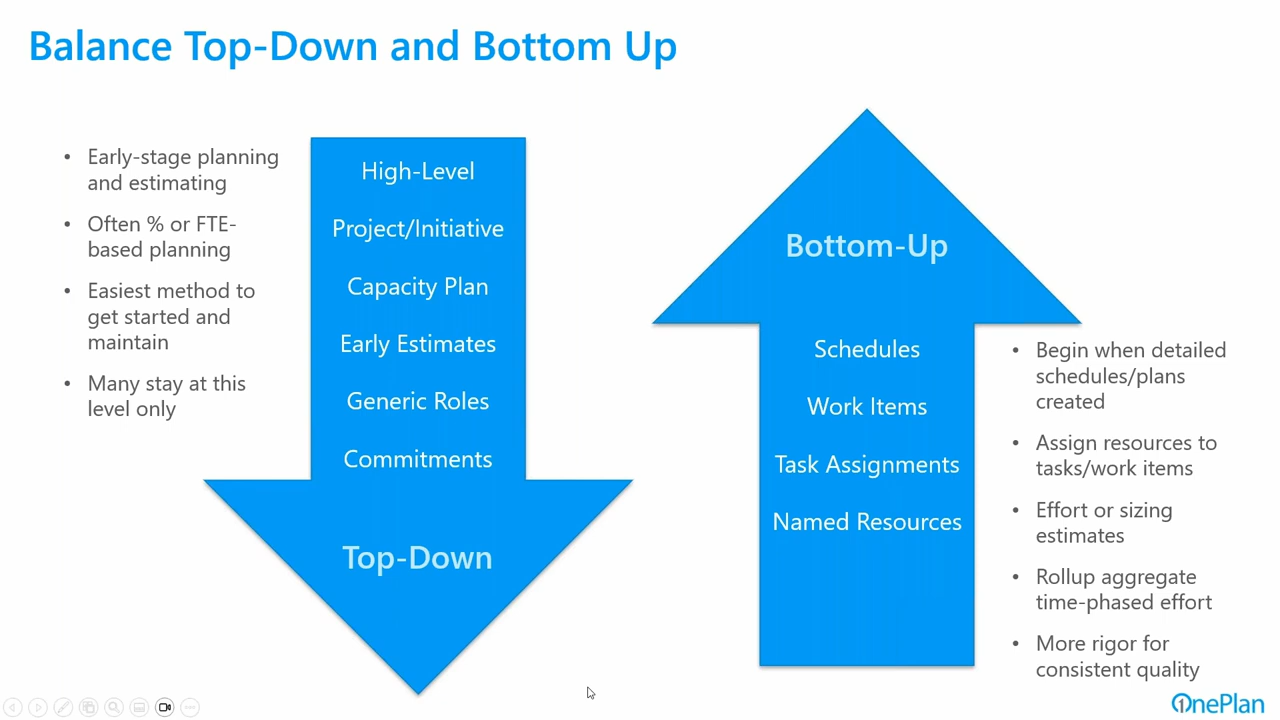 Balance Top-Down and Bottom Up
• Early-stage planning
and estimating
• Often % or FTE-
based planning
• Easiest method to
get started and
maintain
• Many stay at this
level only
High-Level
Project/Initiative
Capacity Plan
Early Estimates
Generic Roles
Commitments
Top-Down
Bottom-Up
Schedules
Work Items
Task Assignments
Named Resources
• Begin when detailed
schedules/plans
created
• Assign resources to
tasks/work items
• Effort or sizing
estimates
• Rollup aggregate
time-phased effort
• More rigor for
consistent quality
OnePlan